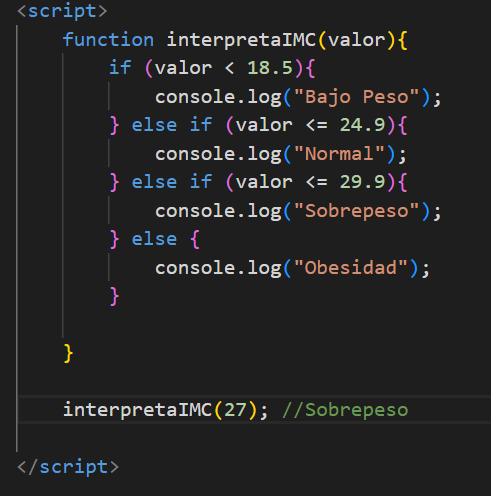 <script>
function interpretaIMC(valor){
if (valor < 18.5){
console.log("Bajo Peso");
} else if (valor <= 24.9){
console.log("Normal");
} else if (valor <= 29.9){
console.log("Sobrepeso");
} else {
console.log("Obesidad");
}
}
interpretaIMC(27); //Sobrepeso
</script>